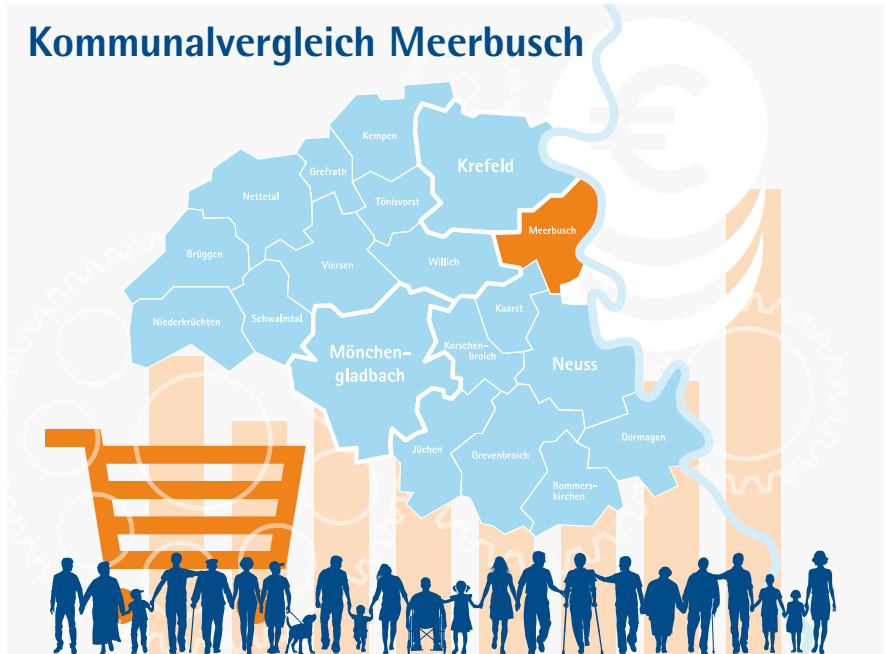 Kommunalvergleich Meerbusch
€
Kempen
Krefeld
Grefrath
Nettetal
Tönisvorst
Meerbusch
Brüggen
Viersen
Willich
Niederkrüchten
Schwalmtal
Kaarst
Mönchen-
gladbach
Korschen-
broich
Neuss
Dormagen
Jüchen
Grevenbroich
Rommers-
kirchen